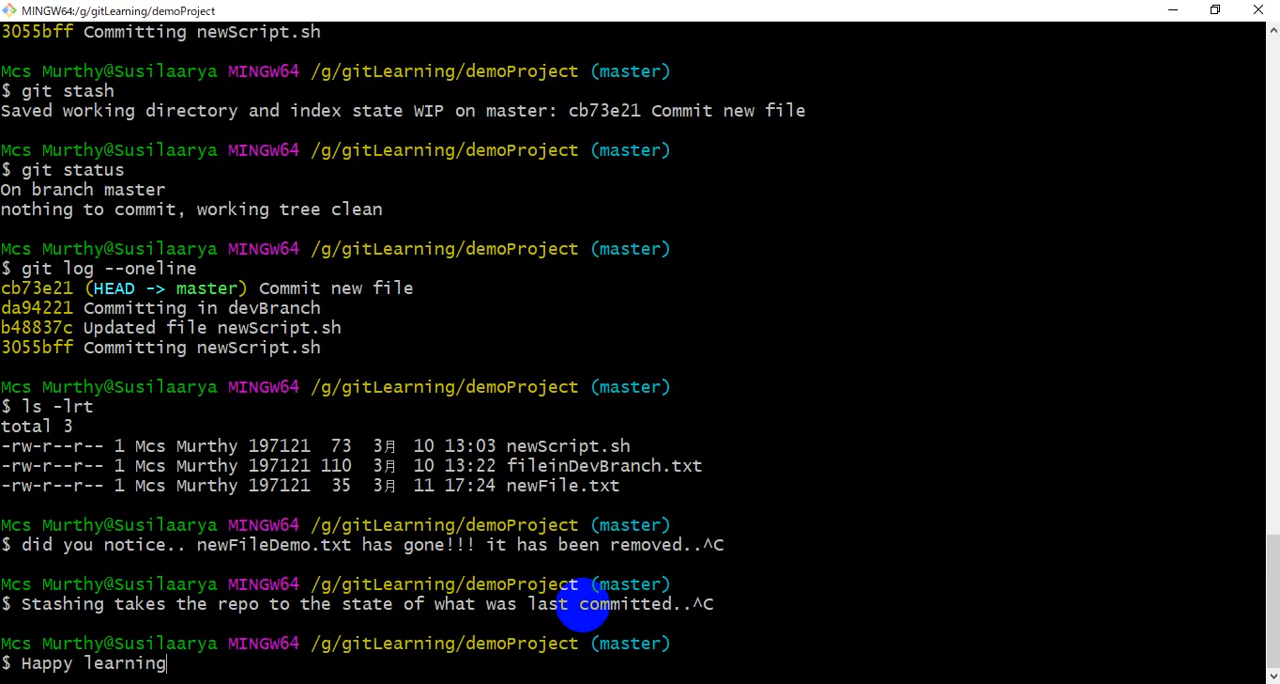 MINGW64:/g/gitLearning/demoProject
3055bff Committing newScript.sh
Mcs Murthy@Susilaarya MINGW64 /g/gitLearning/demoProject (master)
$ git stash
Saved working directory and index state WIP on master: cb73e21 Commit new file
Mcs Murthy@Susilaarya MINGW64 /g/gitLearning/demoProject (master)
$ git status
On branch master
nothing to commit, working tree clean
Mcs Murthy@Susilaarya MINGW64 /g/gitLearning/demoProject (master)
$ git log --oneline
cb73e21 (HEAD -> master) Commit new file
da94221 Committing in devBranch
b48837c Updated file newScript.sh
3055bff Committing newScript.sh
Mcs Murthy@Susilaarya MINGW64 /g/gitLearning/demoProject (master)
$ ls -lrt
total 3
-rw-r--r-- 1 Mcs Murthy 197121  73  3月 10 13:03 newScript.sh
-rw-r--r-- 1 Mcs Murthy 197121 110  3月 10 13:22 fileinDevBranch.txt
-rw-r--r-- 1 Mcs Murthy 197121  35  3月 11 17:24 newFile.txt
Mcs Murthy@Susilaarya MINGW64 /g/gitLearning/demoProject (master)
$ did you notice.. newFileDemo.txt has gone!!! it has been removed..^C
Mcs Murthy@Susilaarya MINGW64 /g/gitLearning/demoProject (master)
$ Stashing takes the repo to the state of what was last committed..^C
Mcs Murthy@Susilaarya MINGW64 /g/gitLearning/demoProject (master)
$ Happy learning